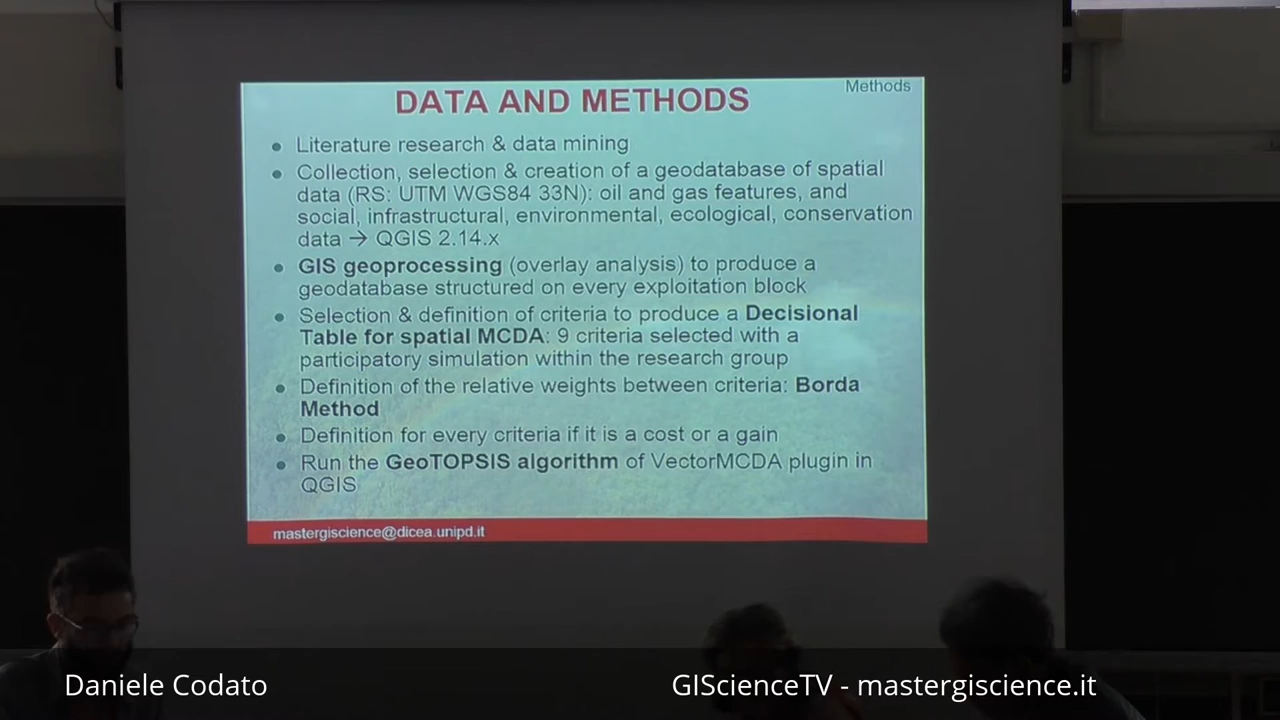 Methods
DATA AND METHODS
• Literature research & data mining
• Collection, selection & creation of a geodatabase of spatial
data (RS: UTM WGS84 33N): oil and gas features, and
social, infrastructural, environmental, ecological, conservation
data → QGIS 2.14.x
• GIS geoprocessing (overlay analysis) to produce a
geodatabase structured on every exploitation block
• Selection & definition of criteria to produce a Decisional
Table for spatial MCDA: 9 criteria selected with a
participatory simulation within the research group
• Definition of the relative weights between criteria: Borda
Method
• Definition for every criteria if it is a cost or a gain
• Run the GeoTOPSIS algorithm of VectorMCDA plugin in
QGIS
mastergiscience@dicea.unipd.it
Daniele Codato
GIScienceTV - mastergiscience.it